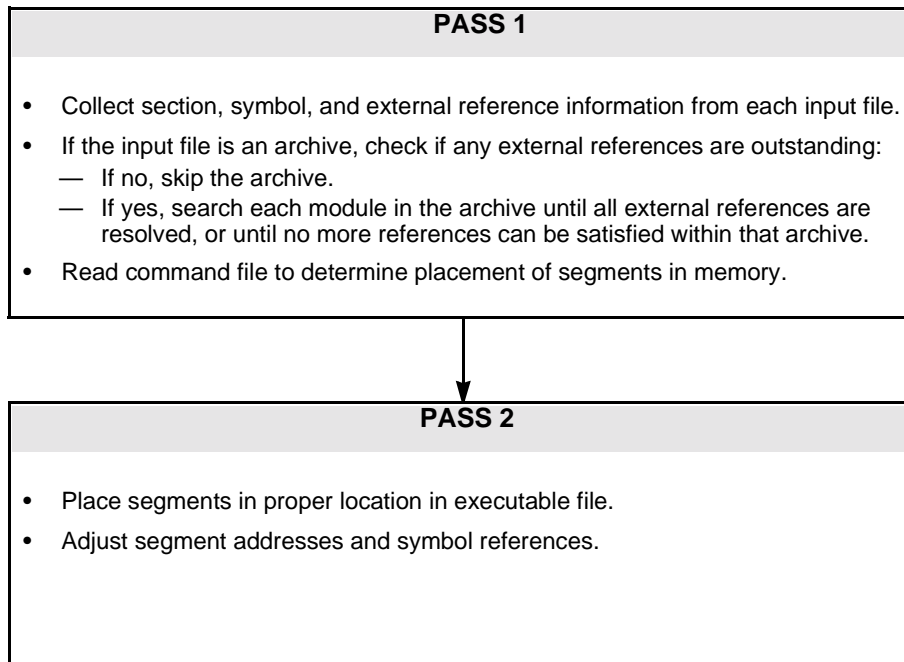 PASS 1
• Collect section, symbol, and external reference information from each input file.
• If the input file is an archive, check if any external references are outstanding:
— If no, skip the archive.
— If yes, search each module in the archive until all external references are
resolved, or until no more references can be satisfied within that archive.
• Read command file to determine placement of segments in memory.
PASS 2
• Place segments in proper location in executable file.
• Adjust segment addresses and symbol references.